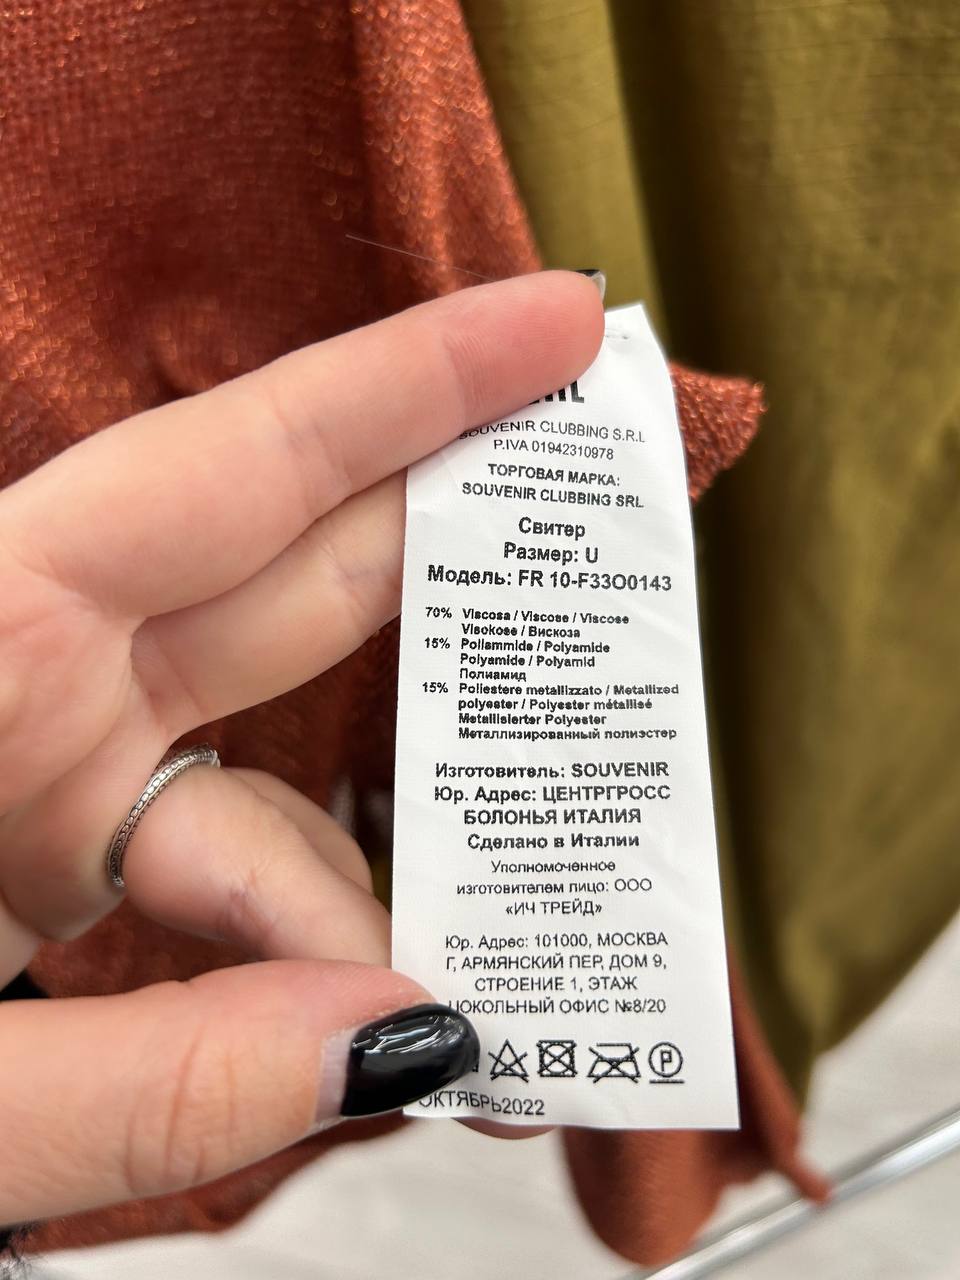 SOUVENIR CLUBBING S.R.L
P.IVA 01942310978
ТОРГОВАЯ МАРКА:
SOUVENIR CLUBBING SRL
Свитер
Размер: U
Модель: FR 10-F33O0143
70% Viscosa / Viscose / Viscose
Viskose / Вискоза
15% Poliammide / Polyamide
Polyamide / Polyamid
Полиамид
15% Poliestere metallizzato / Metallized
polyester / Polyester métallisé
Metallisierter Polyester
Металлизированный полиэстер
Изготовитель: SOUVENIR
Юр. Адрес: ЦЕНТРГРОСС
БОЛОНЬЯ ИТАЛИЯ
Сделано в Италии
Уполномоченное
изготовителем лицо: ООО
«ИЧ ТРЕЙД»
Юр. Адрес: 101000, МОСКВА
Г, АРМЯНСКИЙ ПЕР, ДОМ 9,
СТРОЕНИЕ 1, ЭТАЖ
ЦОКОЛЬНЫЙ ОФИС №8/20
P
ОКТЯБРЬ2022